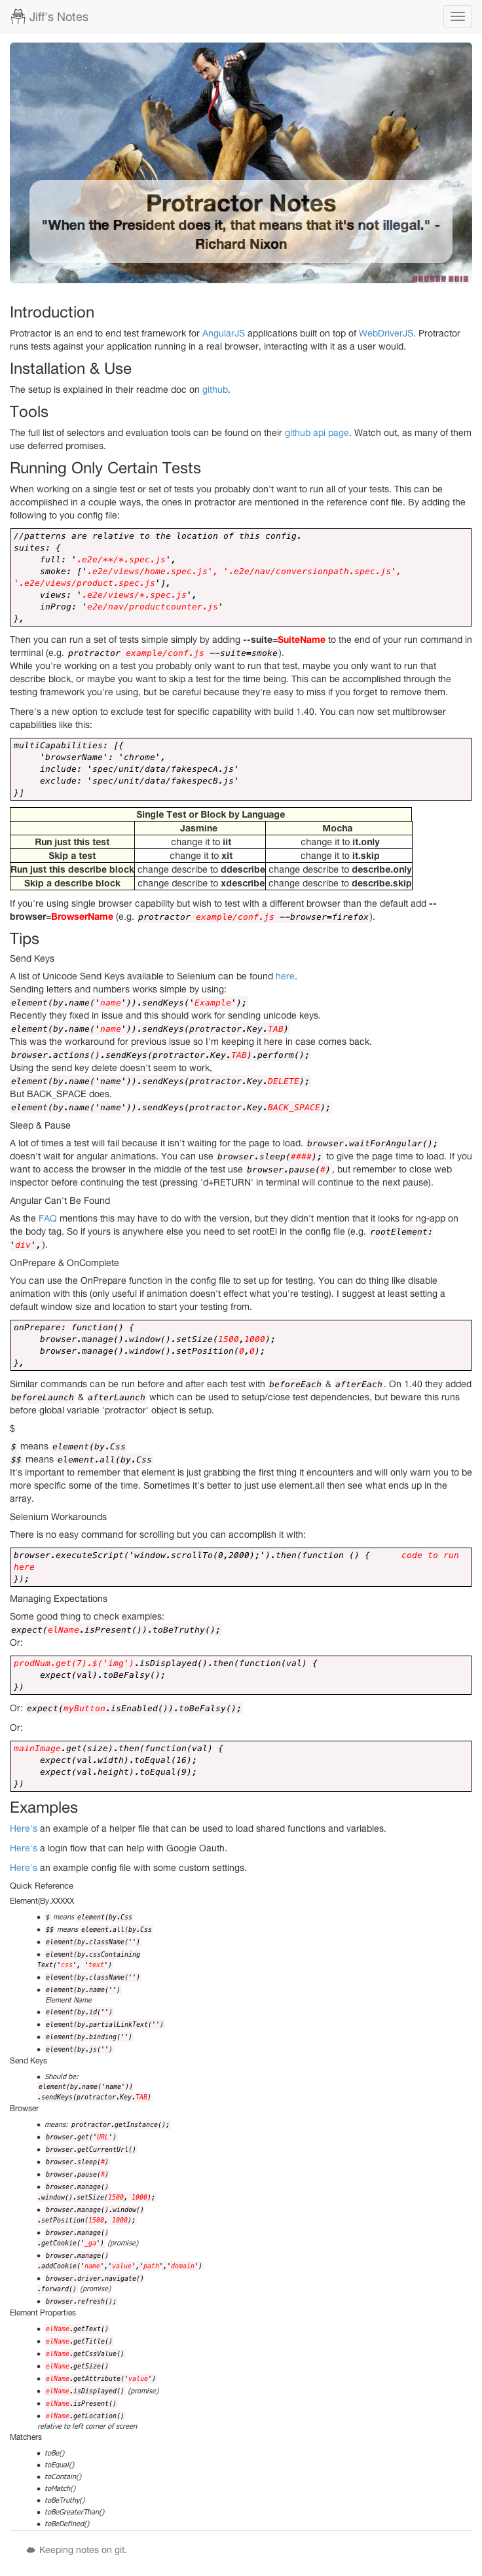 Jiff's Notes
Protractor Notes
"When the President does it, that means that it's not illegal." -
Richard Nixon
Introduction
Protractor is an end to end test framework for AngularJS applications built on top of WebDriverJS. Protractor
runs tests against your application running in a real browser, interacting with it as a user would.
Installation & Use
The setup is explained in their readme doc on github.
Tools
The full list of selectors and evaluation tools can be found on their github api page. Watch out, as many of them
use deferred promises.
Running Only Certain Tests
When working on a single test or set of tests you probably don't want to run all of your tests. This can be
accomplished in a couple ways, the ones in protractor are mentioned in the reference conf file. By adding the
following to you config file:
//patterns are relative to the location of this config.
suites: {
full: '.e2e/**/*.spec.js',
smoke: ['.e2e/views/home.spec.js', '.e2e/nav/conversionpath.spec.js',
'.e2e/views/product.spec.js'],
views: '.e2e/views/*.spec.js',
inProg: 'e2e/nav/productcounter.js'
},
Then you can run a set of tests simple simply by adding --suite=SuiteName to the end of your run command in
terminal (e.g. protractor example/conf.js --suite=smoke).
While you're working on a test you probably only want to run that test, maybe you only want to run that
describe block, or maybe you want to skip a test for the time being. This can be accomplished through the
testing framework you're using, but be careful because they're easy to miss if you forget to remove them.
There's a new option to exclude test for specific capability with build 1.40. You can now set multibrowser
capabilities like this:
multiCapabilities: [{
'browserName': 'chrome',
include: 'spec/unit/data/fakespecA.js'
exclude: 'spec/unit/data/fakespecB.js'
}]
Single Test or Block by Language
Jasmine Mocha
Run just this test change it to iit change it to it.only
Skip a test change it to xit change it to it.skip
Run just this describe block change describe to ddescribe change describe to describe.only
Skip a describe block change describe to xdescribe change describe to describe.skip
If you're using single browser capability but wish to test with a different browser than the default add --
browser=BrowserName (e.g. protractor example/conf.js --browser=firefox).
Tips
Send Keys
A list of Unicode Send Keys available to Selenium can be found here.
Sending letters and numbers works simple by using:
element(by.name('name')).sendKeys('Example');
Recently they fixed in issue and this should work for sending unicode keys.
element(by.name('name')).sendKeys(protractor.Key.TAB)
This was the workaround for previous issue so I'm keeping it here in case comes back.
browser.actions().sendKeys(protractor.Key.TAB).perform();
Using the send key delete doesn't seem to work,
element(by.name('name')).sendKeys(protractor.Key.DELETE);
But BACK_SPACE does.
element(by.name('name')).sendKeys(protractor.Key.BACK_SPACE);
Sleep & Pause
A lot of times a test will fail because it isn't waiting for the page to load. browser.waitForAngular();
doesn't wait for angular animations. You can use browser.sleep(####); to give the page time to load. If you
want to access the browser in the middle of the test use browser.pause(#). but remember to close web
inspector before continuing the test (pressing 'd+RETURN' in terminal will continue to the next pause).
Angular Can't Be Found
As the FAQ mentions this may have to do with the version, but they didn't mention that it looks for ng-app on
the body tag. So if yours is anywhere else you need to set rootEl in the config file (e.g. rootElement:
'div',).
OnPrepare & OnComplete
You can use the OnPrepare function in the config file to set up for testing. You can do thing like disable
animation with this (only useful if animation doesn't effect what you're testing). I suggest at least setting a
default window size and location to start your testing from.
onPrepare: function() {
browser.manage().window().setSize(1500,1000);
browser.manage().window().setPosition(0,0);
},
Similar commands can be run before and after each test with beforeEach & afterEach. On 1.40 they added
beforeLaunch & afterLaunch which can be used to setup/close test dependencies, but beware this runs
before global variable 'protractor' object is setup.
$
$ means element(by.Css
$$ means element.all(by.Css
It's important to remember that element is just grabbing the first thing it encounters and will only warn you to be
more specific some of the time. Sometimes it's better to just use element.all then see what ends up in the
array.
Selenium Workarounds
There is no easy command for scrolling but you can accomplish it with:
browser.executeScript('window.scrollTo(0,2000);').then(function () { code to run
here
});
Managing Expectations
Some good thing to check examples:
expect(elName.isPresent()).toBeTruthy();
Or:
prodNum.get(7).$('img').isDisplayed().then(function(val) {
expect(val).toBeFalsy();
})
Or: expect(myButton.isEnabled()).toBeFalsy();
Or:
mainImage.get(size).then(function(val) {
expect(val.width).toEqual(16);
expect(val.height).toEqual(9);
})
Examples
Here's an example of a helper file that can be used to load shared functions and variables.
Here's a login flow that can help with Google Oauth.
Here's an example config file with some custom settings.
Quick Reference
Element(By.XXXXX
$ means element(by.Css
$$ means element.all(by.Css
element(by.className('')
element(by.cssContaining
Text('css', 'text')
element(by.className('')
element(by.name('')
Element Name
element(by.id('')
element(by.partialLinkText('')
element(by.binding('')
element(by.js('')
Send Keys
Should be:
element(by.name('name'))
.sendKeys(protractor.Key.TAB)
Browser
means: protractor.getInstance();
browser.get('URL')
browser.getCurrentUrl()
browser.sleep(#)
browser.pause(#)
browser.manage()
.window().setSize(1500, 1000);
browser.manage().window()
.setPosition(1500, 1000);
browser.manage()
.getCookie('_ga') (promise)
browser.manage()
.addCookie('name','value','path','domain')
browser.driver.navigate()
.forward() (promise)
browser.refresh();
Element Properties
elName.getText()
elName.getTitle()
elName.getCssValue()
elName.getSize()
elName.getAttribute('value')
elName.isDisplayed() (promise)
elName.isPresent()
elName.getLocation()
relative to left corner of screen
Matchers
toBe()
toEqual()
toContain()
toMatch()
toBeTruthy()
toBeGreaterThan()
toBeDefined()
Keeping notes on git.